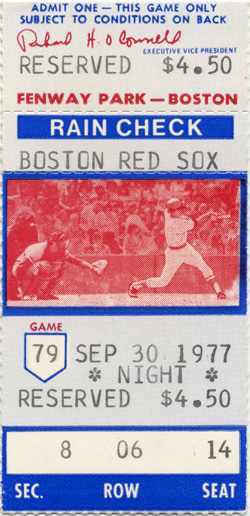 ADMIT ONE — THIS GAME ONLY
SUBJECT TO CONDITIONS ON BACK
Richard H. O'Connell
EXECUTIVE VICE PRESIDENT
RESERVED $4.50
FENWAY PARK — BOSTON
RAIN CHECK
BOSTON RED SOX
GAME
79 SEP 30 1977
* NIGHT *
RESERVED $4.50
8 06 14
SEC. ROW SEAT